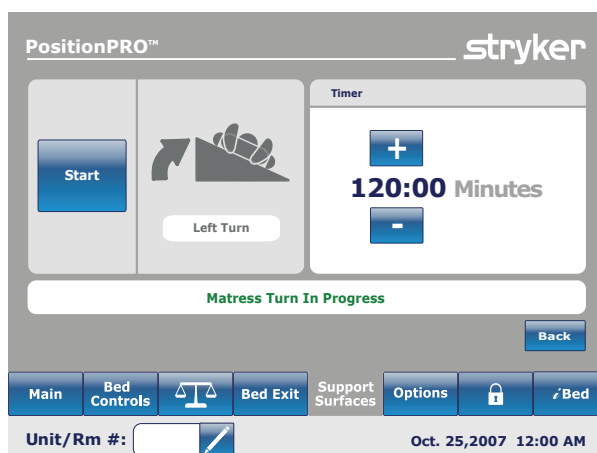 PositionPRO™
stryker
Timer
Start
+
120:00 Minutes
-
Left Turn
Matress Turn In Progress
Back
Main
Bed
Controls
Bed Exit
Support
Surfaces
Options
iBed
Unit/Rm #:
Oct. 25,2007 12:00 AM